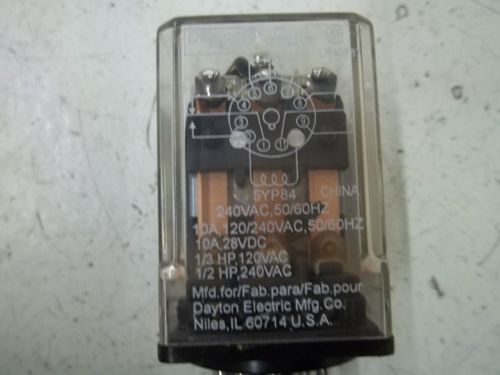 5YP84 CHINA
240VAC,50/60HZ
10A,120/240VAC,50/60HZ
10A,28VDC
1/3 HP,120VAC
1/2 HP,240VAC
Mfd.for/Fab.para/Fab.pour
Dayton Electric Mfg.Co.
Niles,IL 60714 U.S.A.